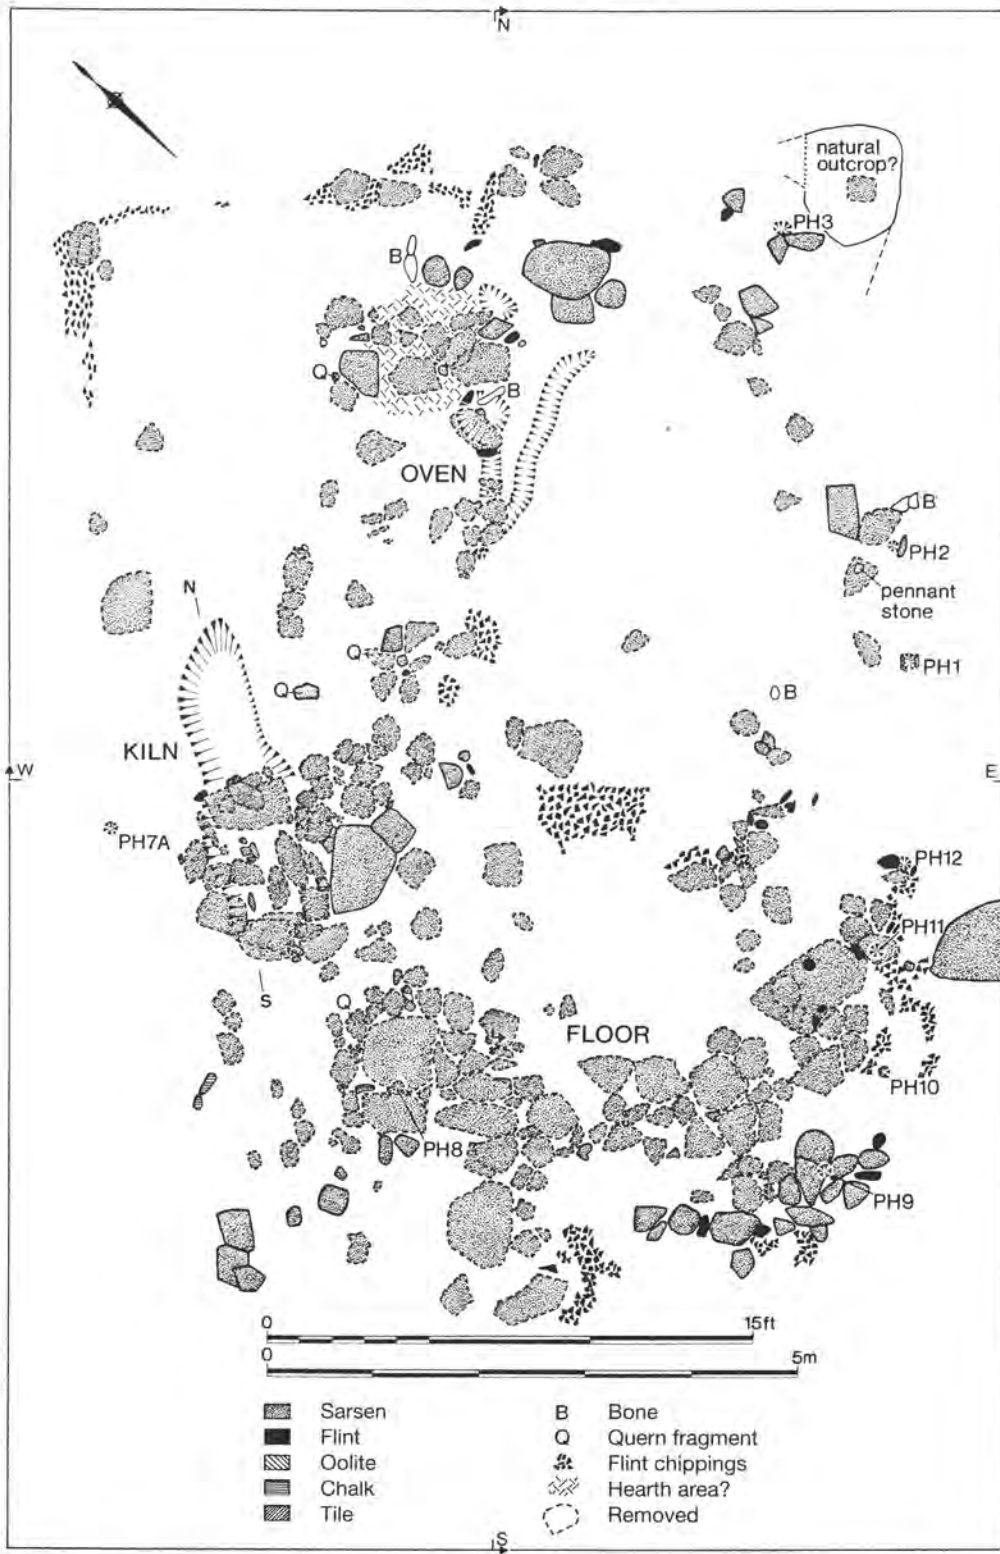 N
natural
outcrop?
PH3
B
Q
B
OVEN
B
PH2
pennant
stone
N
PH1
Q
Q
B
KILN
W
E
PH7A
PH12
PH11
S
Q
FLOOR
PH10
PH8
PH9
0 15ft
0 5m
Sarsen
Flint
Oolite
Chalk
Tile
B Bone
Q Quern fragment
Flint chippings
Hearth area?
Removed
S